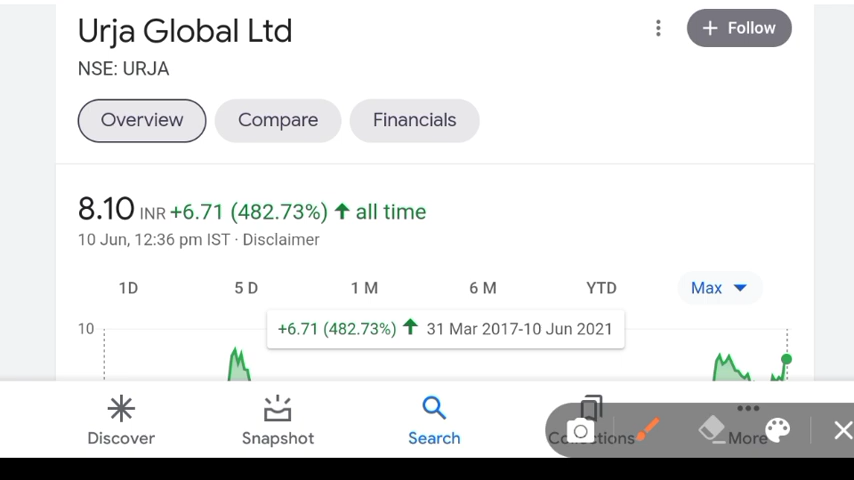 Urja Global Ltd
+ Follow
NSE: URJA
Overview Compare Financials
8.10 INR +6.71 (482.73%) ↑ all time
10 Jun, 12:36 pm IST · Disclaimer
1D 5 D 1 M 6 M YTD Max
+6.71 (482.73%) ↑ 31 Mar 2017-10 Jun 2021
10
Discover Snapshot Search Collections More